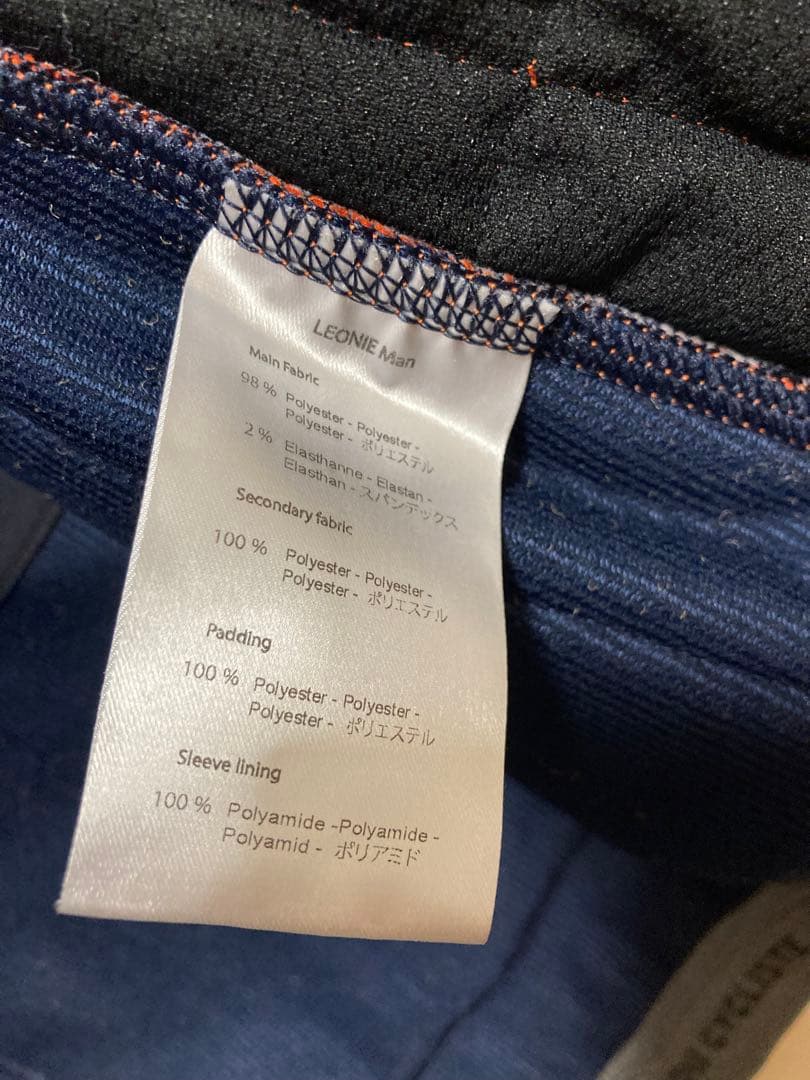 LEONIE Man
Main Fabric
98 % Polyester - Polyester -
Polyester - ポリエステル
2 % Elasthanne - Elastan -
Elasthan - スパンデックス
Secondary fabric
100 % Polyester - Polyester -
Polyester - ポリエステル
Padding
100 % Polyester - Polyester -
Polyester - ポリエステル
Sleeve lining
100 % Polyamide -Polyamide -
Polyamid - ポリアミド
CYCLISTE